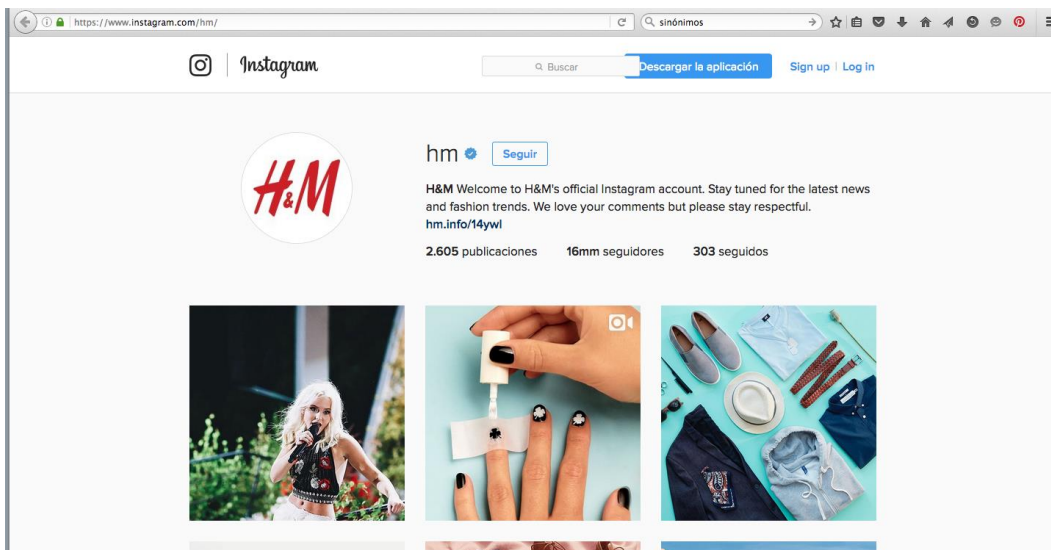 https://www.instagram.com/hm/
sinónimos
Instagram
Buscar
Descargar la aplicación
Sign up | Log in
H&M
hm
Seguir
H&M Welcome to H&M's official Instagram account. Stay tuned for the latest news
and fashion trends. We love your comments but please stay respectful.
hm.info/14ywl
2.605 publicaciones 16mm seguidores 303 seguidos